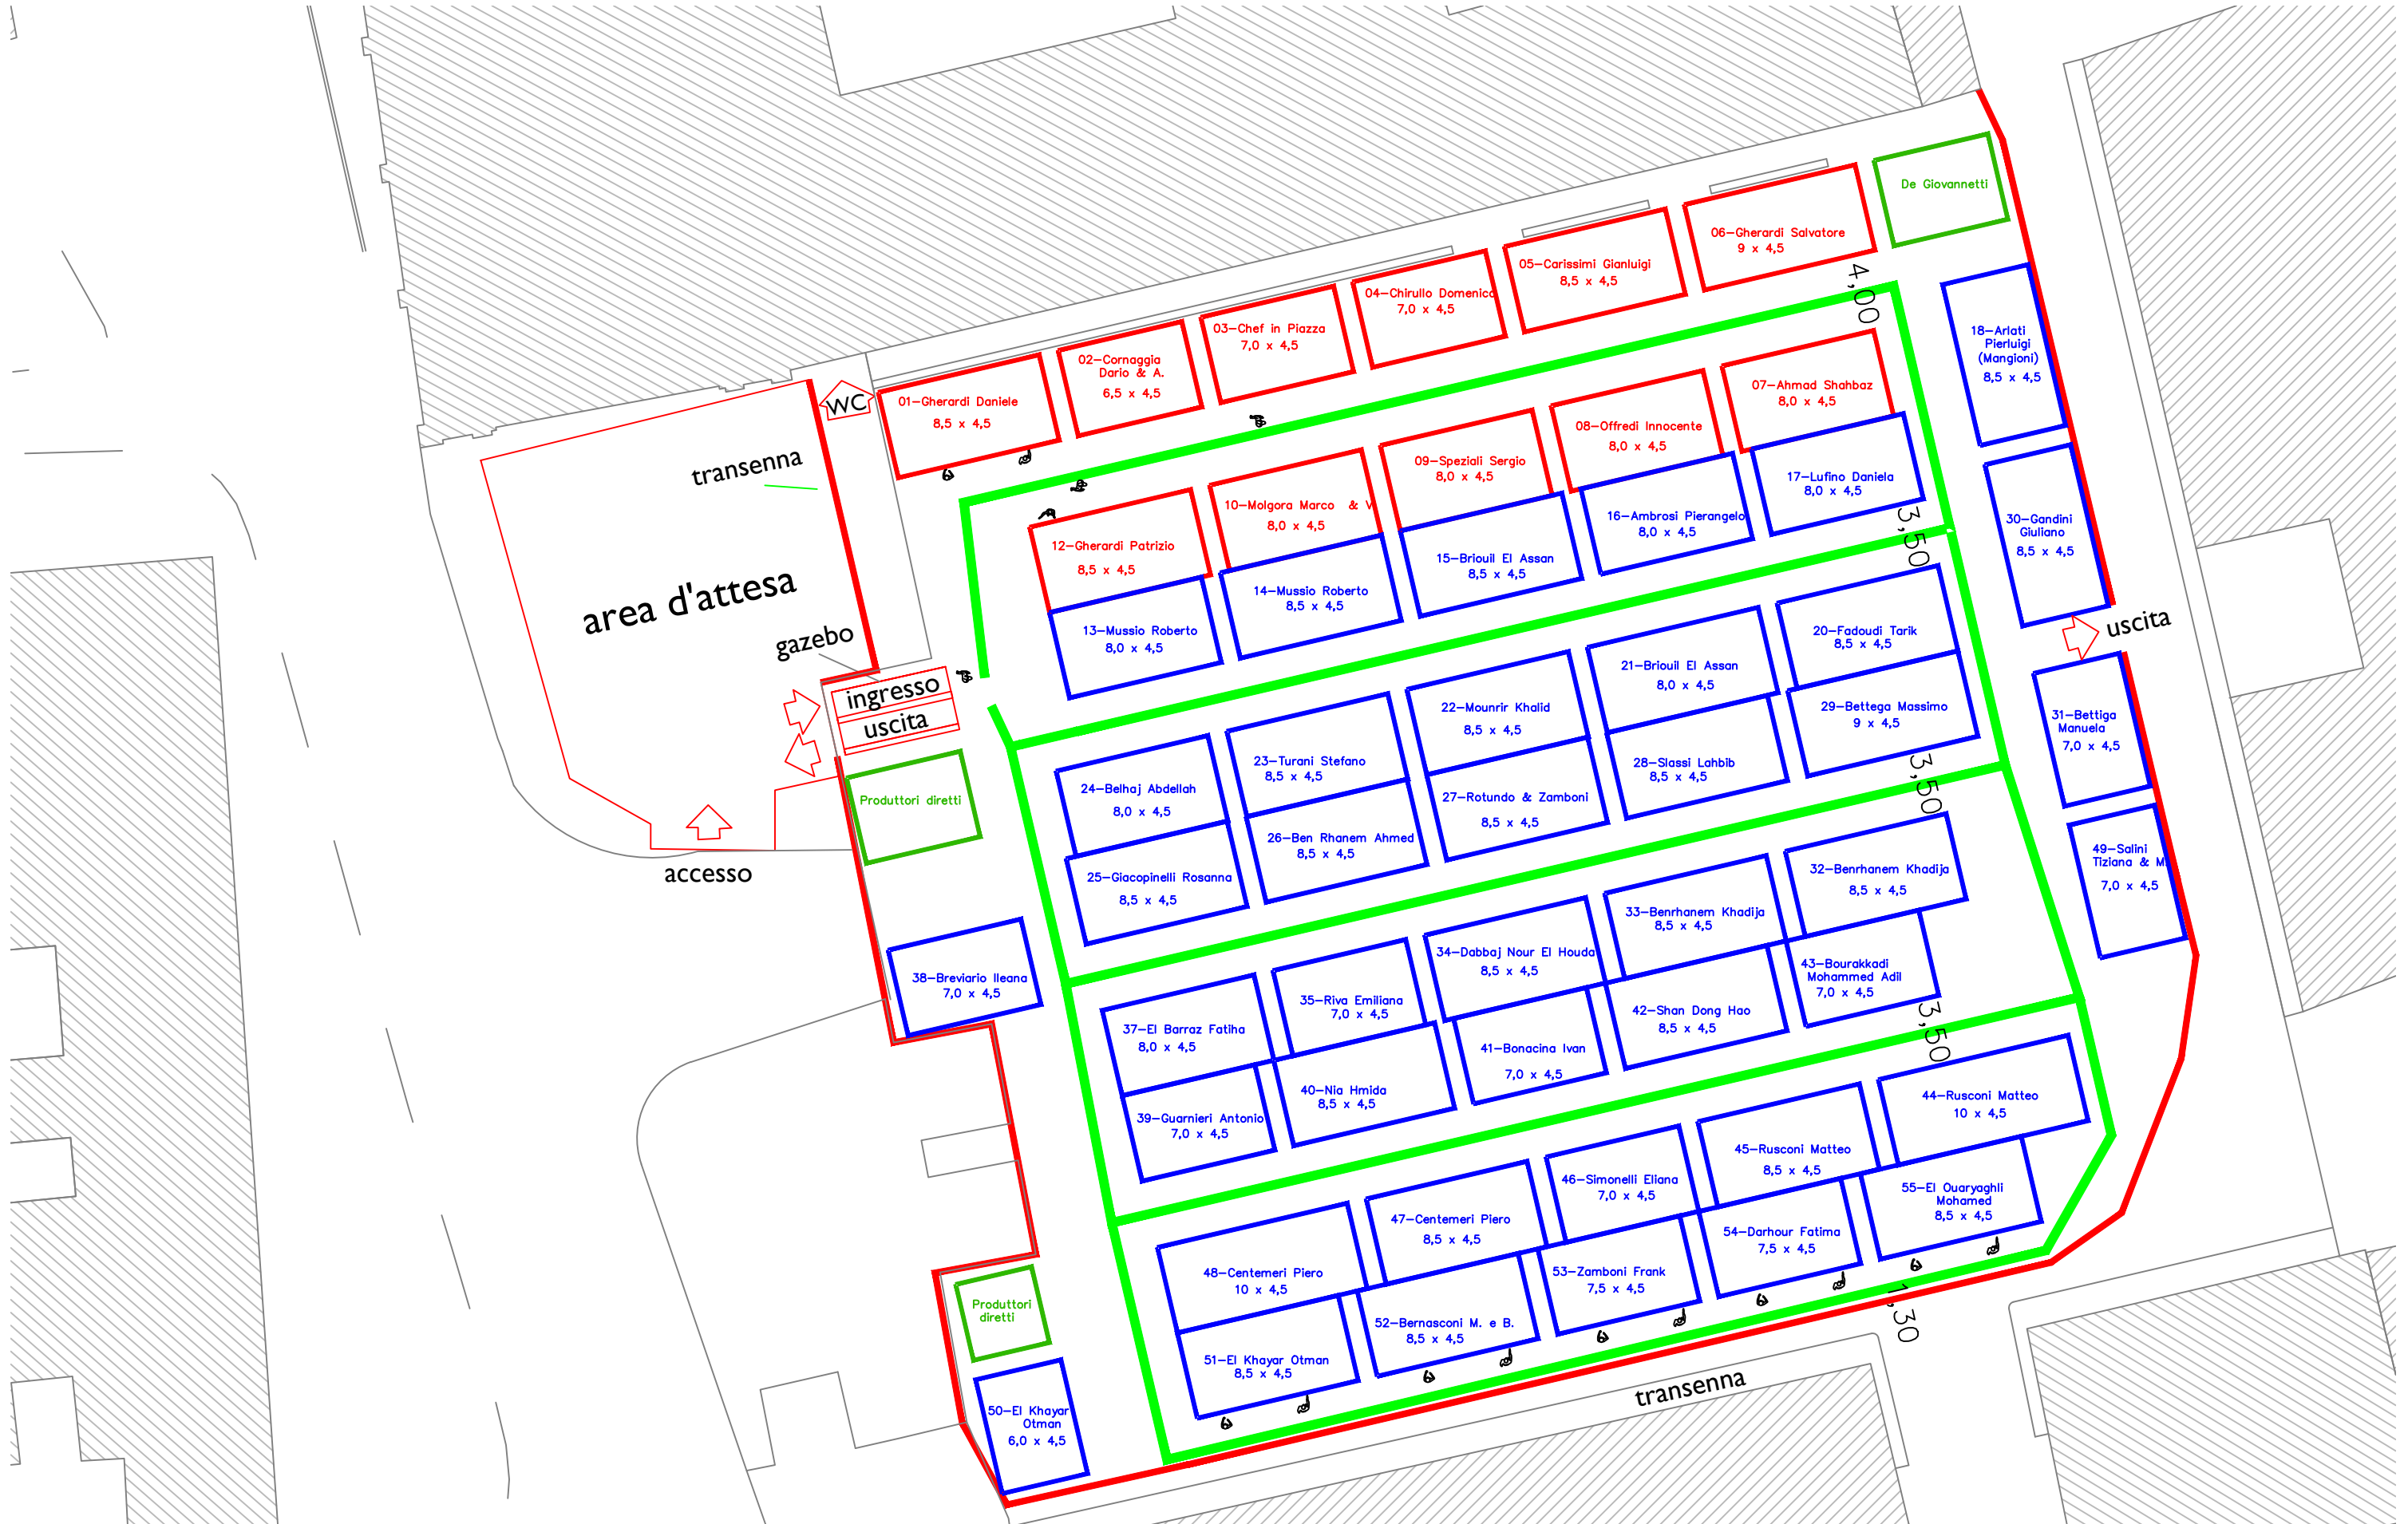 De Giovannetti
06-Gherardi Salvatore
9 x 4,5
05-Carissimi Gianluigi
8,5 x 4,5
04-Chirullo Domenico
7,0 x 4,5
03-Chef in Piazza
7,0 x 4,5
02-Cornaggia
Dario & A.
6,5 x 4,5
WC
01-Gherardi Daniele
8,5 x 4,5
4,00
18-Arlati
Pierluigi
(Mangioni)
8,5 x 4,5
07-Ahmad Shahbaz
8,0 x 4,5
08-Offredi Innocente
8,0 x 4,5
09-Speziali Sergio
8,0 x 4,5
10-Molgora Marco & V
8,0 x 4,5
12-Gherardi Patrizio
8,5 x 4,5
17-Lufino Daniela
8,0 x 4,5
16-Ambrosi Pierangelo
8,0 x 4,5
15-Briouil El Assan
8,5 x 4,5
14-Mussio Roberto
8,5 x 4,5
13-Mussio Roberto
8,0 x 4,5
3,50
30-Gandini
Giuliano
8,5 x 4,5
transenna
area d'attesa
gazebo
ingresso
uscita
uscita
accesso
Produttori diretti
20-Fadoudi Tarik
8,5 x 4,5
21-Briouil El Assan
8,0 x 4,5
22-Mounrir Khalid
8,5 x 4,5
23-Turani Stefano
8,5 x 4,5
24-Belhaj Abdellah
8,0 x 4,5
29-Bettega Massimo
9 x 4,5
28-Slassi Lahbib
8,5 x 4,5
27-Rotundo & Zamboni
8,5 x 4,5
26-Ben Rhanem Ahmed
8,5 x 4,5
25-Giacopinelli Rosanna
8,5 x 4,5
3,50
31-Bettiga
Manuela
7,0 x 4,5
49-Salini
Tiziana & M
7,0 x 4,5
32-Benrhanem Khadija
8,5 x 4,5
33-Benrhanem Khadija
8,5 x 4,5
34-Dabbaj Nour El Houda
8,5 x 4,5
35-Riva Emiliana
7,0 x 4,5
37-El Barraz Fatiha
8,0 x 4,5
38-Breviario Ileana
7,0 x 4,5
43-Bourakkadi
Mohammed Adil
7,0 x 4,5
42-Shan Dong Hao
8,5 x 4,5
41-Bonacina Ivan
7,0 x 4,5
40-Nia Hmida
8,5 x 4,5
39-Guarnieri Antonio
7,0 x 4,5
3,50
44-Rusconi Matteo
10 x 4,5
45-Rusconi Matteo
8,5 x 4,5
46-Simonelli Eliana
7,0 x 4,5
47-Centemeri Piero
8,5 x 4,5
48-Centemeri Piero
10 x 4,5
55-El Ouaryaghli
Mohamed
8,5 x 4,5
54-Darhour Fatima
7,5 x 4,5
53-Zamboni Frank
7,5 x 4,5
52-Bernasconi M. e B.
8,5 x 4,5
51-El Khayar Otman
8,5 x 4,5
Produttori
diretti
50-El Khayar
Otman
6,0 x 4,5
1,30
transenna